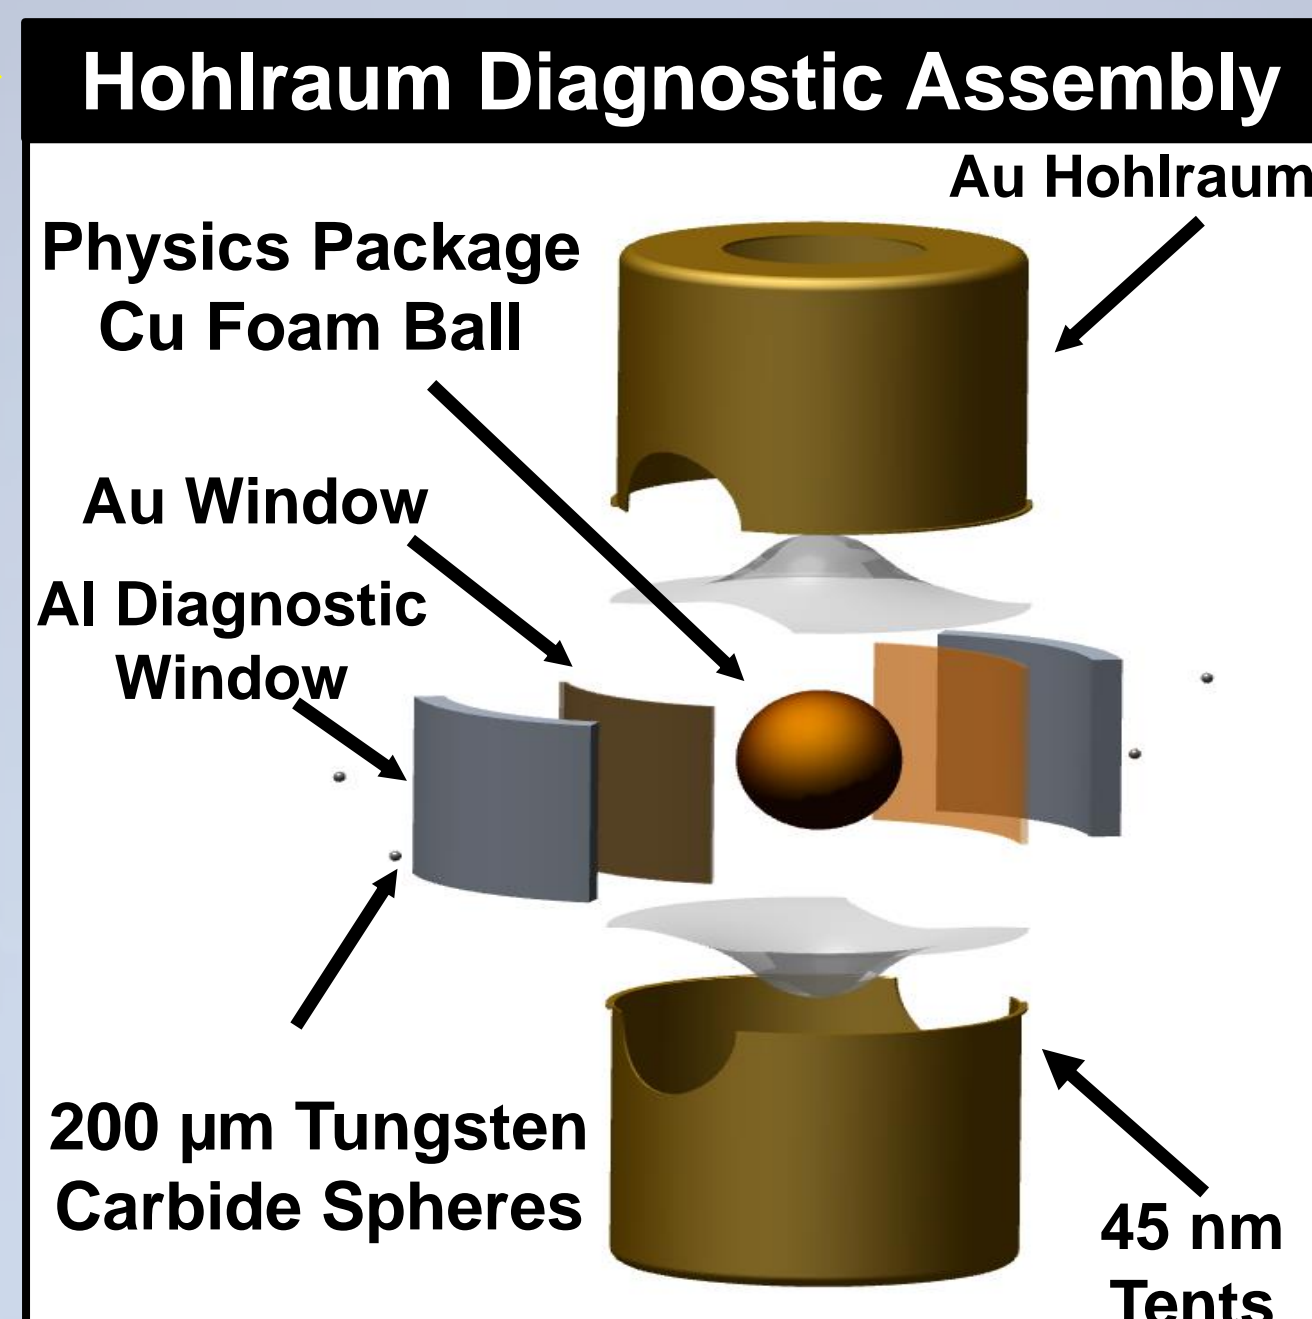 Hohlraum Diagnostic Assembly
Au Hohlraum
Physics Package
Cu Foam Ball
Au Window
Al Diagnostic
Window
200 µm Tungsten
Carbide Spheres
45 nm
Tents